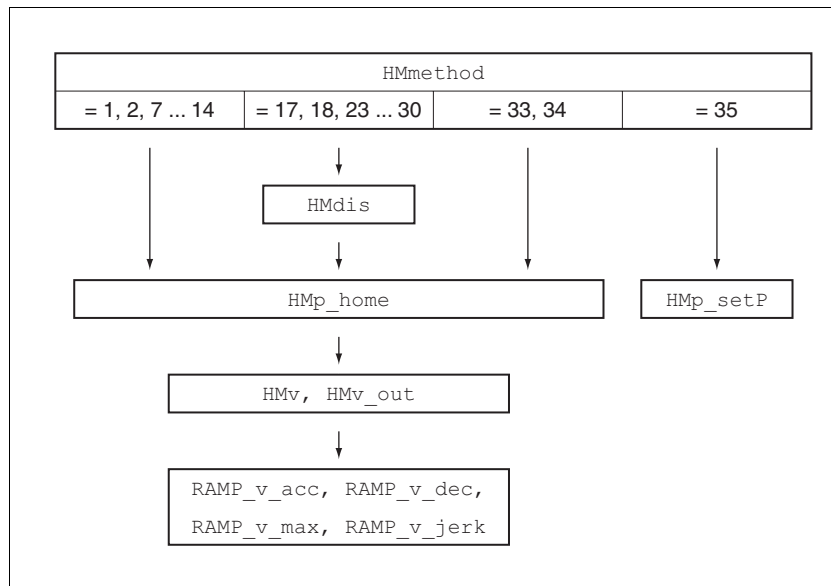 HMmethod
= 1, 2, 7 ... 14 = 17, 18, 23 ... 30 = 33, 34 = 35
HMdis
HMp_home HMp_setP
HMv, HMv_out
RAMP_v_acc, RAMP_v_dec,
RAMP_v_max, RAMP_v_jerk